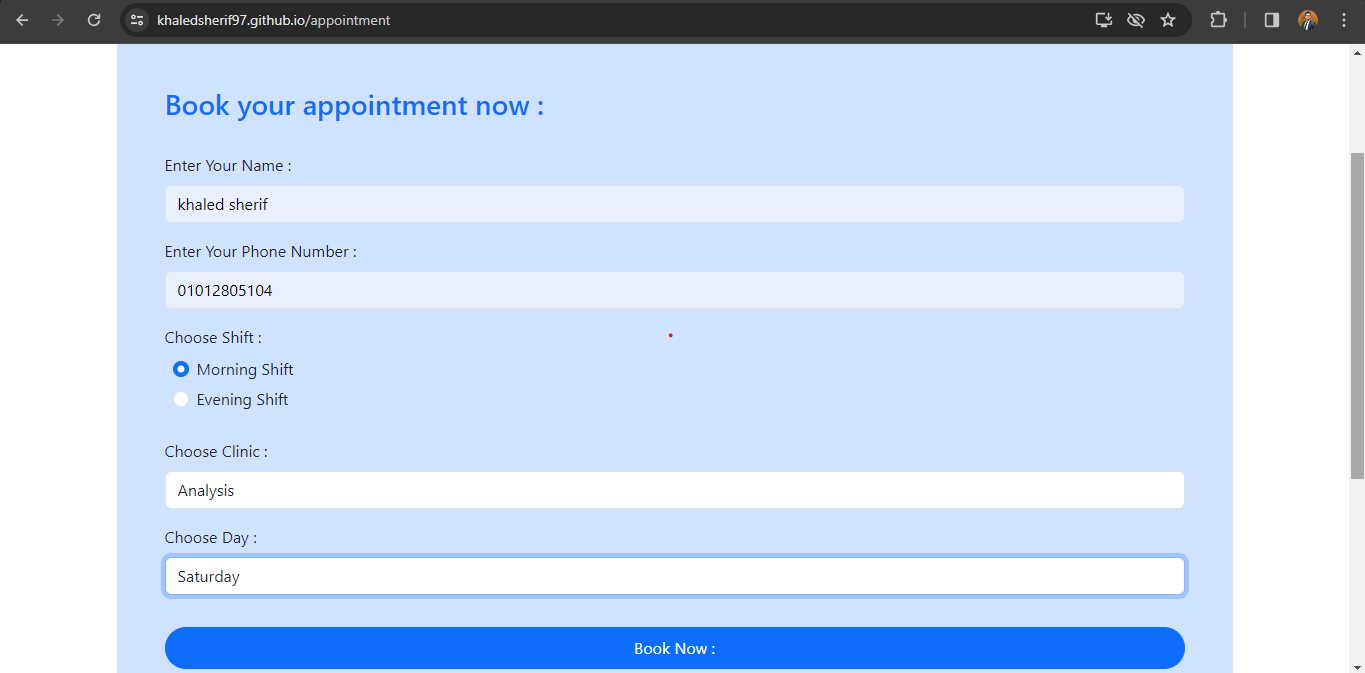 khaledsherif97.github.io/appointment
Book your appointment now :
Enter Your Name :
khaled sherif
Enter Your Phone Number :
01012805104
Choose Shift :
Morning Shift
Evening Shift
Choose Clinic :
Analysis
Choose Day :
Saturday
Book Now :